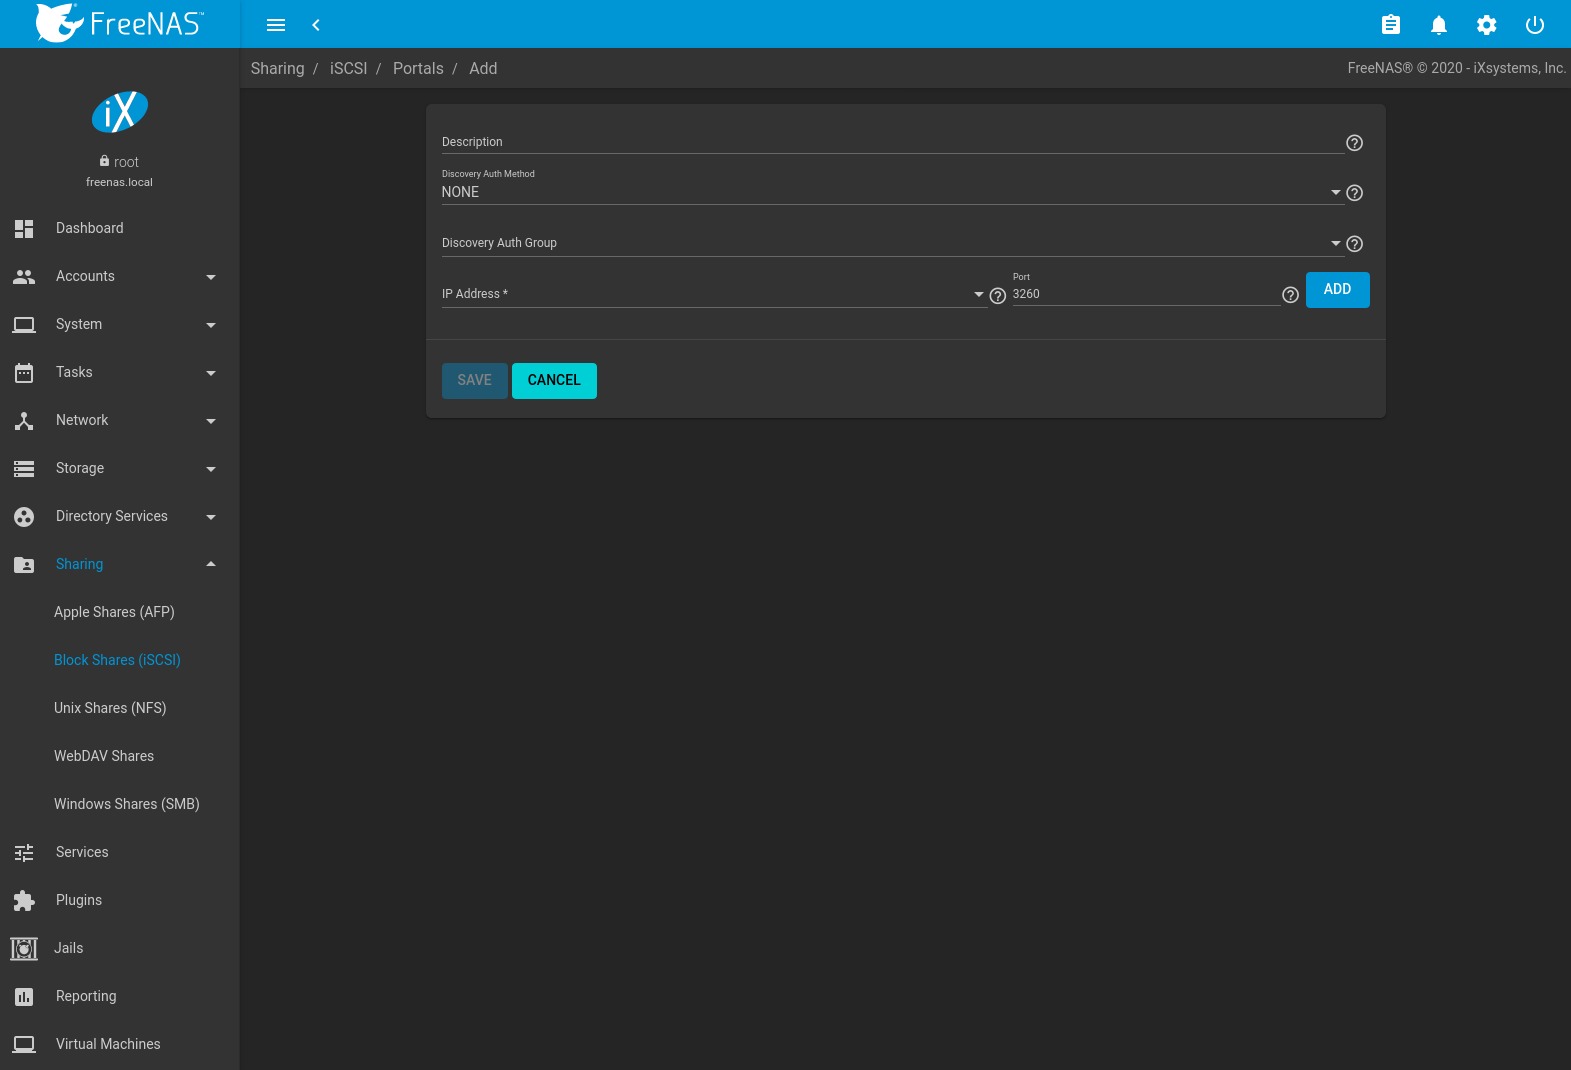 FreeNAS™
Sharing / iSCSI / Portals / Add
FreeNAS® © 2020 - iXsystems, Inc.
iX
root
freenas.local
Dashboard
Accounts
System
Tasks
Network
Storage
Directory Services
Sharing
Apple Shares (AFP)
Block Shares (iSCSI)
Unix Shares (NFS)
WebDAV Shares
Windows Shares (SMB)
Services
Plugins
Jails
Reporting
Virtual Machines
Description
Discovery Auth Method
NONE
Discovery Auth Group
IP Address *
Port
3260
ADD
SAVE CANCEL